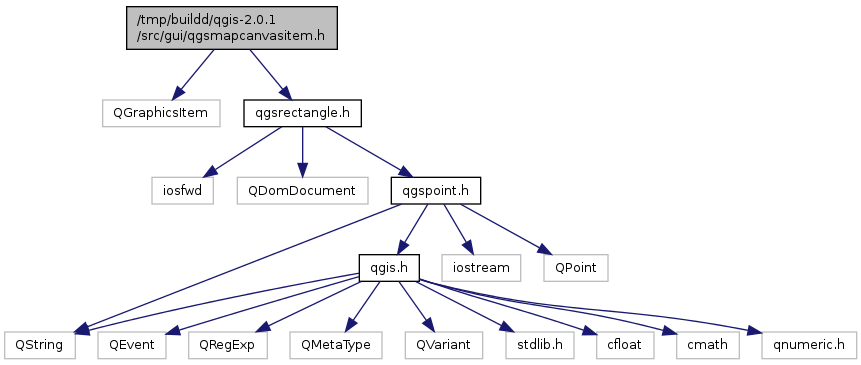 /tmp/buildd/qgis-2.0.1
/src/gui/qgsmapcanvasitem.h
QGraphicsItem
qgsrectangle.h
iosfwd
QDomDocument
qgspoint.h
qgis.h
iostream
QPoint
QString
QEvent
QRegExp
QMetaType
QVariant
stdlib.h
cfloat
cmath
qnumeric.h